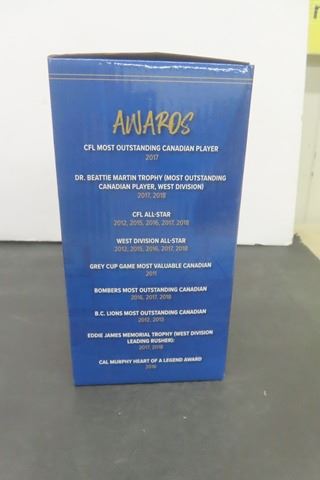 AWARDS
CFL MOST OUTSTANDING CANADIAN PLAYER
2017
DR. BEATTIE MARTIN TROPHY (MOST OUTSTANDING
CANADIAN PLAYER, WEST DIVISION)
2017, 2018
CFL ALL-STAR
2012, 2015, 2016, 2017, 2018
WEST DIVISION ALL-STAR
2012, 2015, 2016, 2017, 2018
GREY CUP GAME MOST VALUABLE CANADIAN
2011
BOMBERS MOST OUTSTANDING CANADIAN
2016, 2017, 2018
B.C. LIONS MOST OUTSTANDING CANADIAN
2012, 2013
EDDIE JAMES MEMORIAL TROPHY (WEST DIVISION
LEADING RUSHER):
2017, 2018
CAL MURPHY HEART OF A LEGEND AWARD
2016